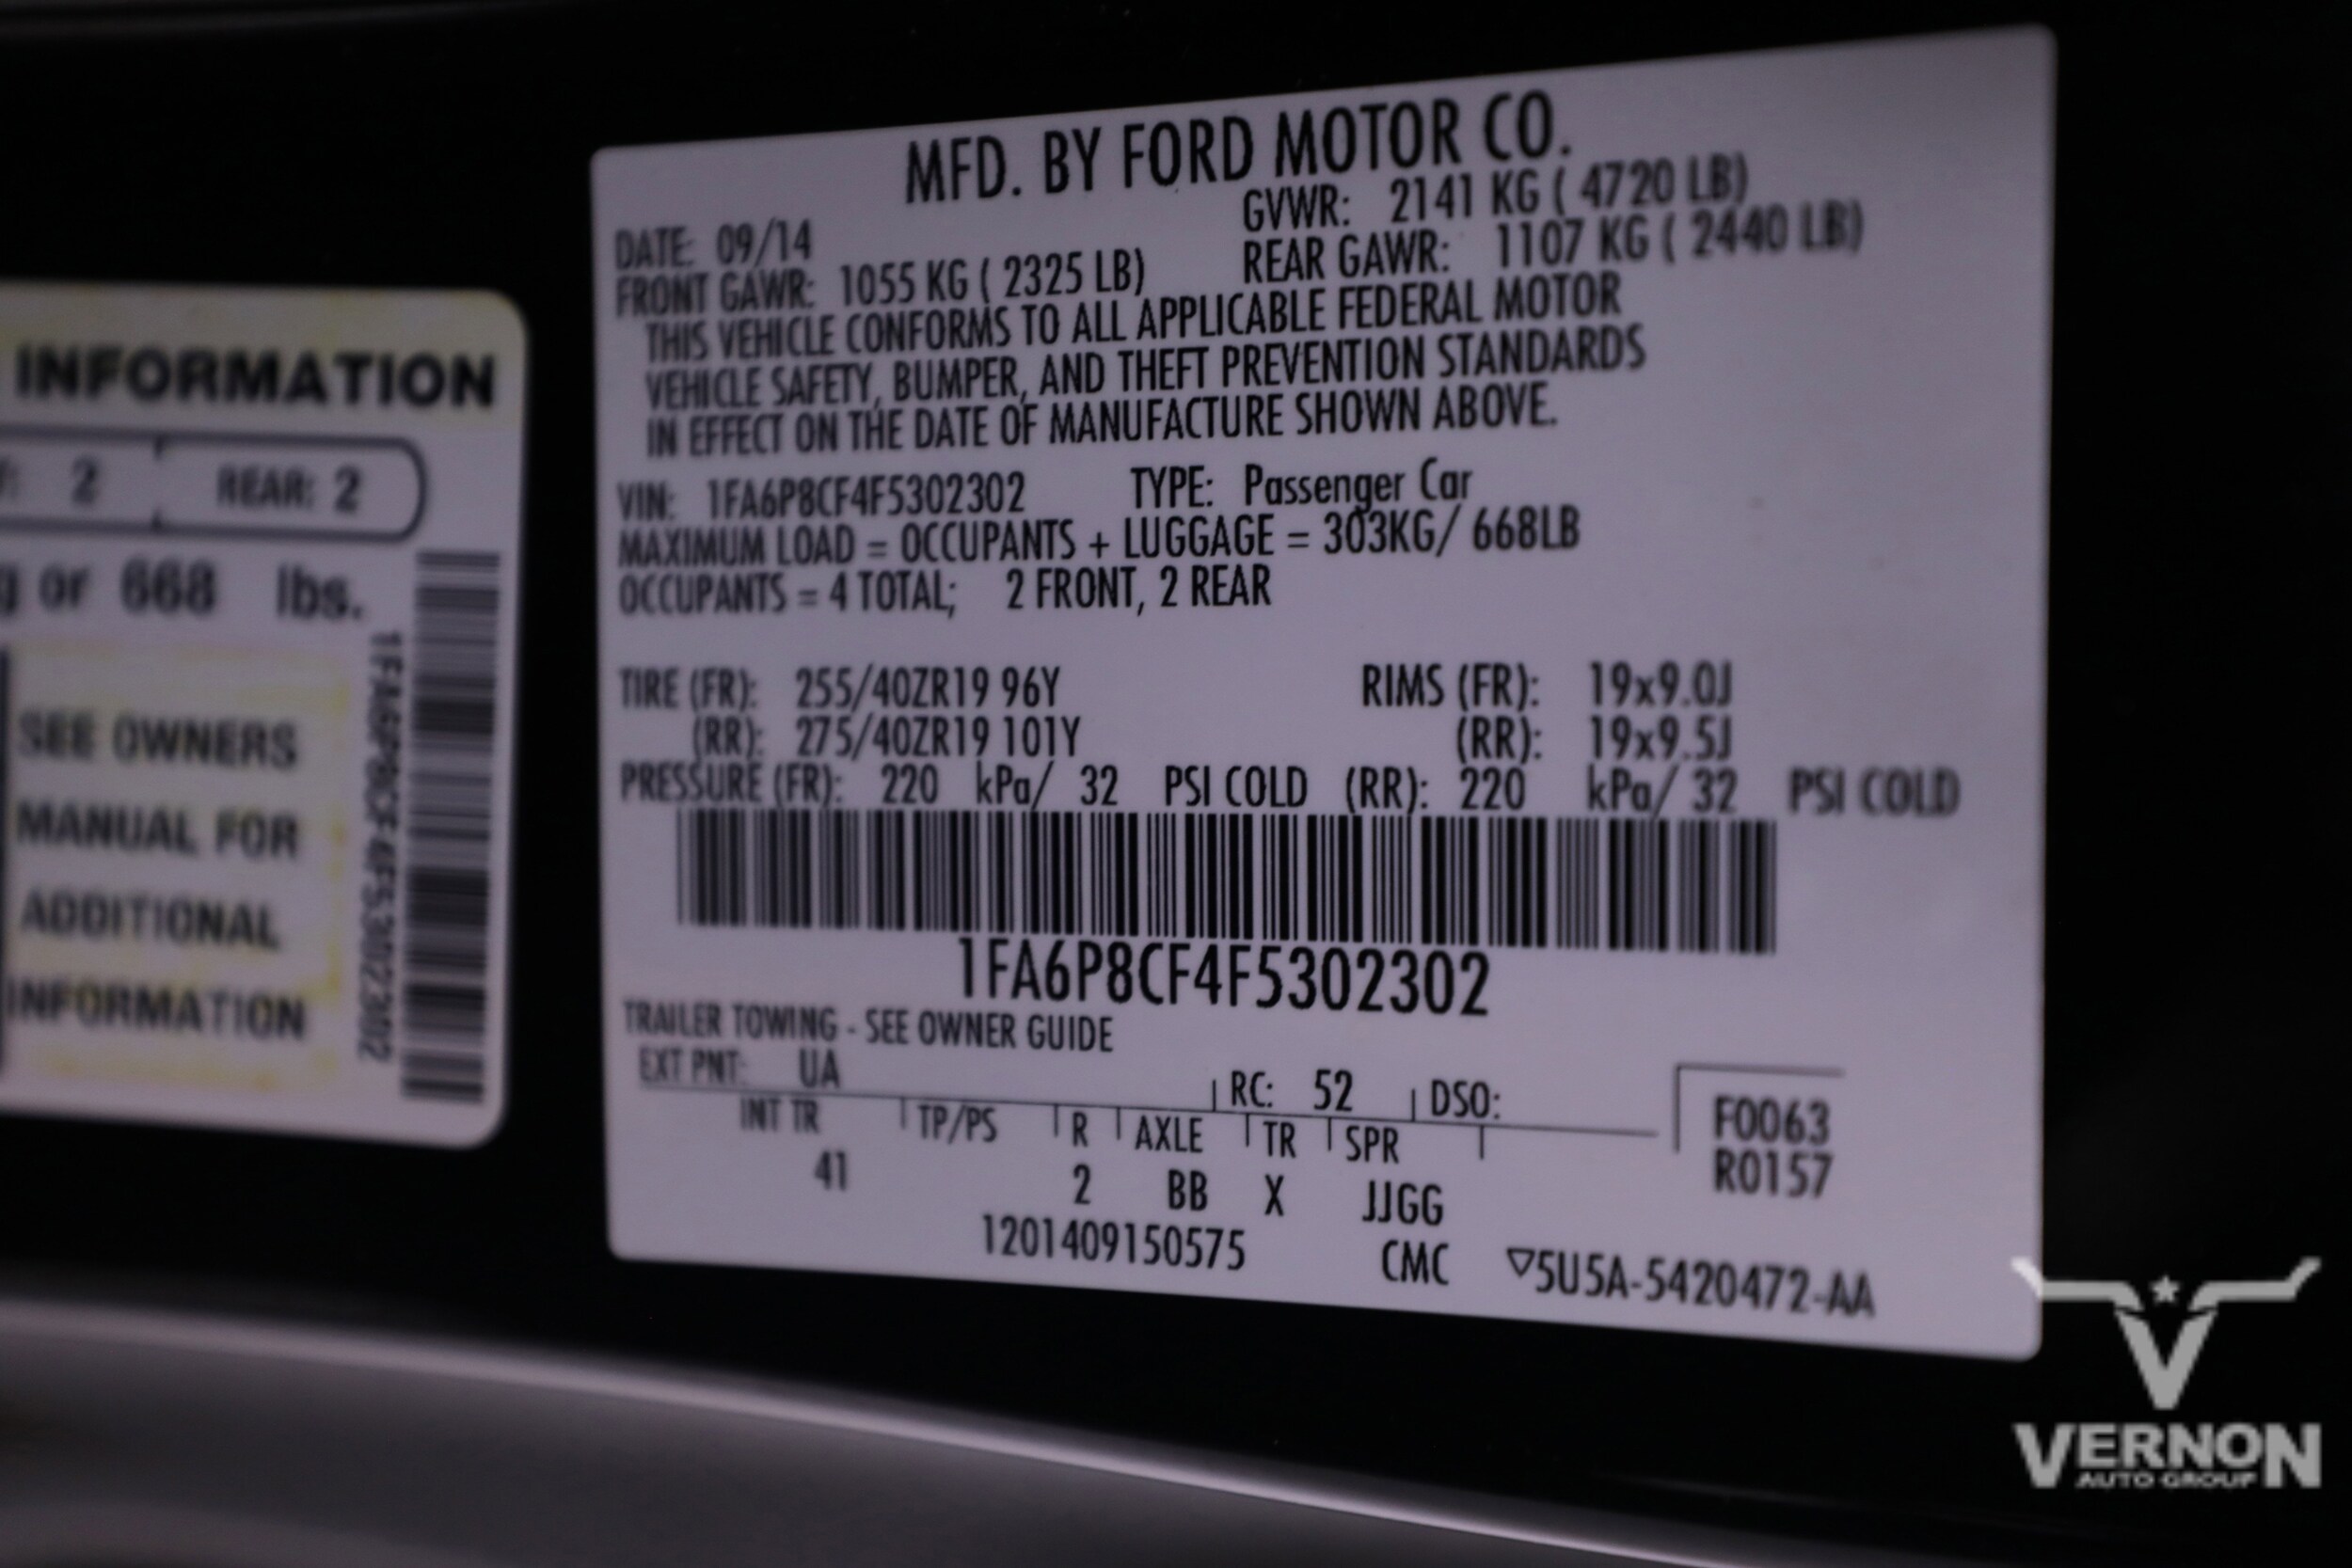 INFORMATION
2 REAR: 2
or 668 lbs.
SEE OWNERS
MANUAL FOR
ADDITIONAL
INFORMATION
1FA6P8CF4F5302302
MFD. BY FORD MOTOR CO.
DATE: 09/14 GVWR: 2141 KG ( 4720 LB)
FRONT GAWR: 1055 KG ( 2325 LB) REAR GAWR: 1107 KG ( 2440 LB)
THIS VEHICLE CONFORMS TO ALL APPLICABLE FEDERAL MOTOR
VEHICLE SAFETY, BUMPER, AND THEFT PREVENTION STANDARDS
IN EFFECT ON THE DATE OF MANUFACTURE SHOWN ABOVE.
VIN: 1FA6P8CF4F5302302 TYPE: Passenger Car
MAXIMUM LOAD = OCCUPANTS + LUGGAGE = 303KG/ 668LB
OCCUPANTS = 4 TOTAL; 2 FRONT, 2 REAR
TIRE (FR): 255/40ZR19 96Y RIMS (FR): 19x9.0J
(RR): 275/40ZR19 101Y (RR): 19x9.5J
PRESSURE (FR): 220 kPa/ 32 PSI COLD (RR): 220 kPa/ 32 PSI COLD
1FA6P8CF4F5302302
TRAILER TOWING - SEE OWNER GUIDE
EXT PNT: UA RC: 52 DSO:
INT TR TP/PS R AXLE TR SPR
41 2 BB X JJGG
F0063
R0157
1201409150575 CMC ▽5U5A-5420472-AA
VERNON
AUTO GROUP